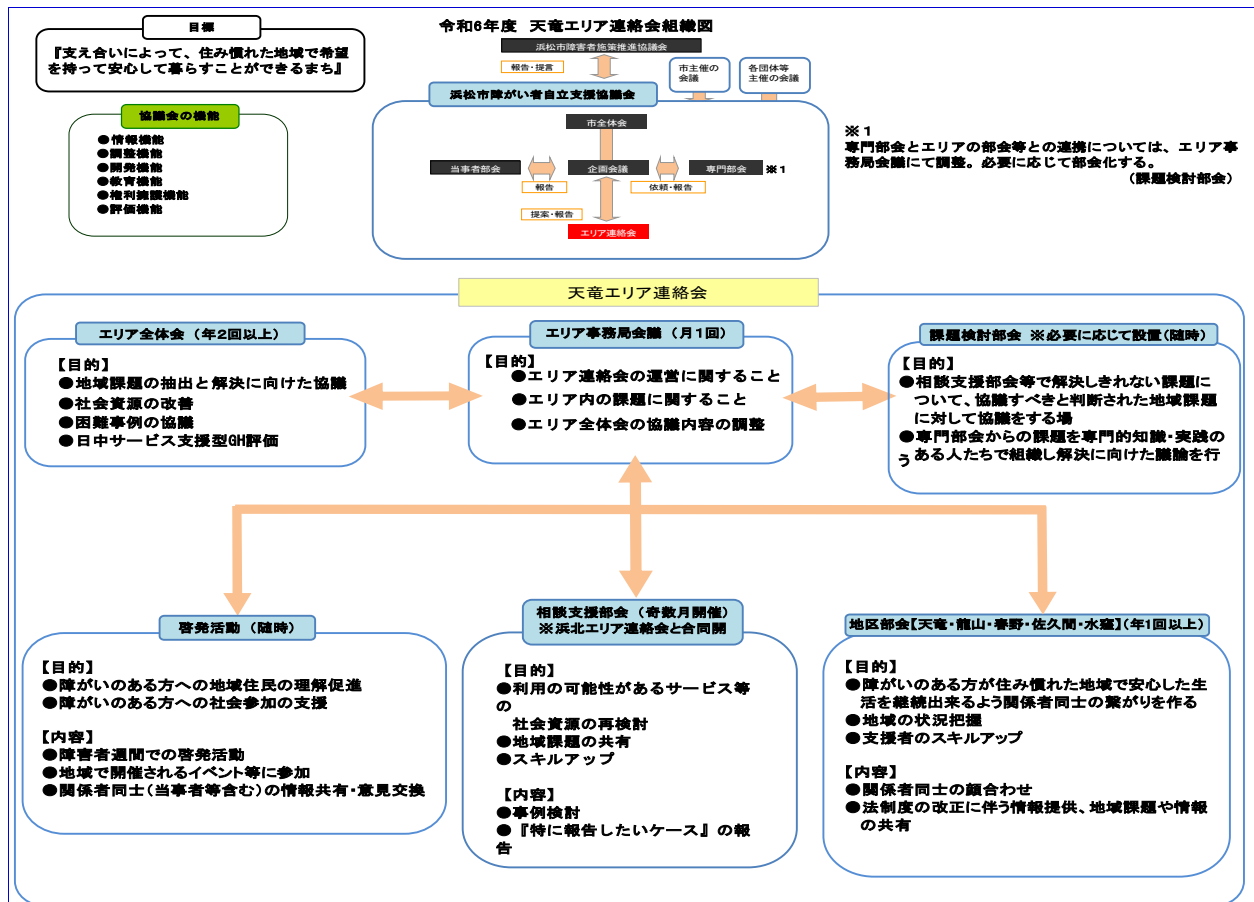 目標
『支え合いによって、住み慣れた地域で希望
を持って安心して暮らすことができるまち』
協議会の機能
●情報機能
●調整機能
●開発機能
●教育機能
●権利擁護機能
●評価機能
令和6年度 天竜エリア連絡会組織図
浜松市障害者施策推進協議会
報告・提言
市主催の
会議
各団体等
主催の会議
浜松市障がい者自立支援協議会
市全体会
当事者部会
企画会議
専門部会
※1
報告
依頼・報告
提案・報告
エリア連絡会
※1
専門部会とエリアの部会等との連携については、エリア事
務局会議にて調整。必要に応じて部会化する。
(課題検討部会)
天竜エリア連絡会
エリア全体会(年2回以上)
【目的】
●地域課題の抽出と解決に向けた協議
●社会資源の改善
●困難事例の協議
●日中サービス支援型GH評価
エリア事務局会議(月1回)
【目的】
●エリア連絡会の運営に関すること
●エリア内の課題に関すること
●エリア全体会の協議内容の調整
課題検討部会 ※必要に応じて設置(随時)
【目的】
●相談支援部会等で解決しきれない課題に
ついて、協議すべきと判断された地域課題
に対して協議をする場
●専門部会からの課題を専門的知識・実践の
ある人たちで組織し解決に向けた議論を行
う
啓発活動(随時)
【目的】
●障がいのある方への地域住民の理解促進
●障がいのある方への社会参加の支援
【内容】
●障害者週間での啓発活動
●地域で開催されるイベント等に参加
●関係者同士(当事者等含む)の情報共有・意見交換
相談支援部会(奇数月開催)
※浜北エリア連絡会と合同開
【目的】
●利用の可能性があるサービス等
の
社会資源の再検討
●地域課題の共有
●スキルアップ
【内容】
●事例検討
●『特に報告したいケース』の報
告
地区部会【天竜・龍山・春野・佐久間・水窪】(年1回以上)
【目的】
●障がいのある方が住み慣れた地域で安心した生
活を継続出来るよう関係者同士の繋がりを作る
●地域の状況把握
●支援者のスキルアップ
【内容】
●関係者同士の顔合わせ
●法制度の改正に伴う情報提供、地域課題や情報
の共有